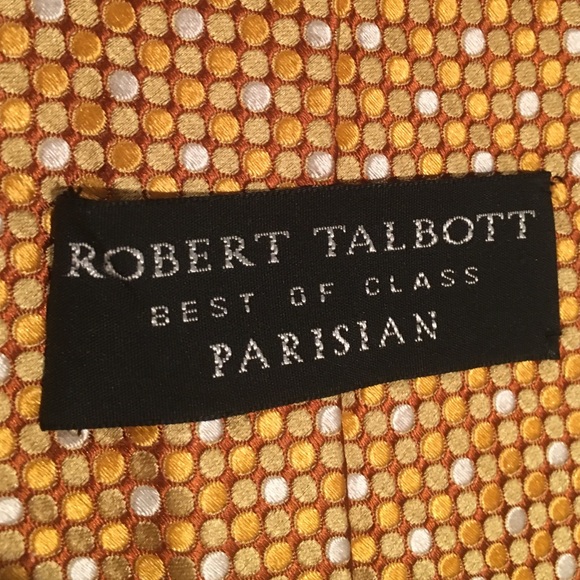 ROBERT TALBOTT
BEST OF CLASS
PARISIAN